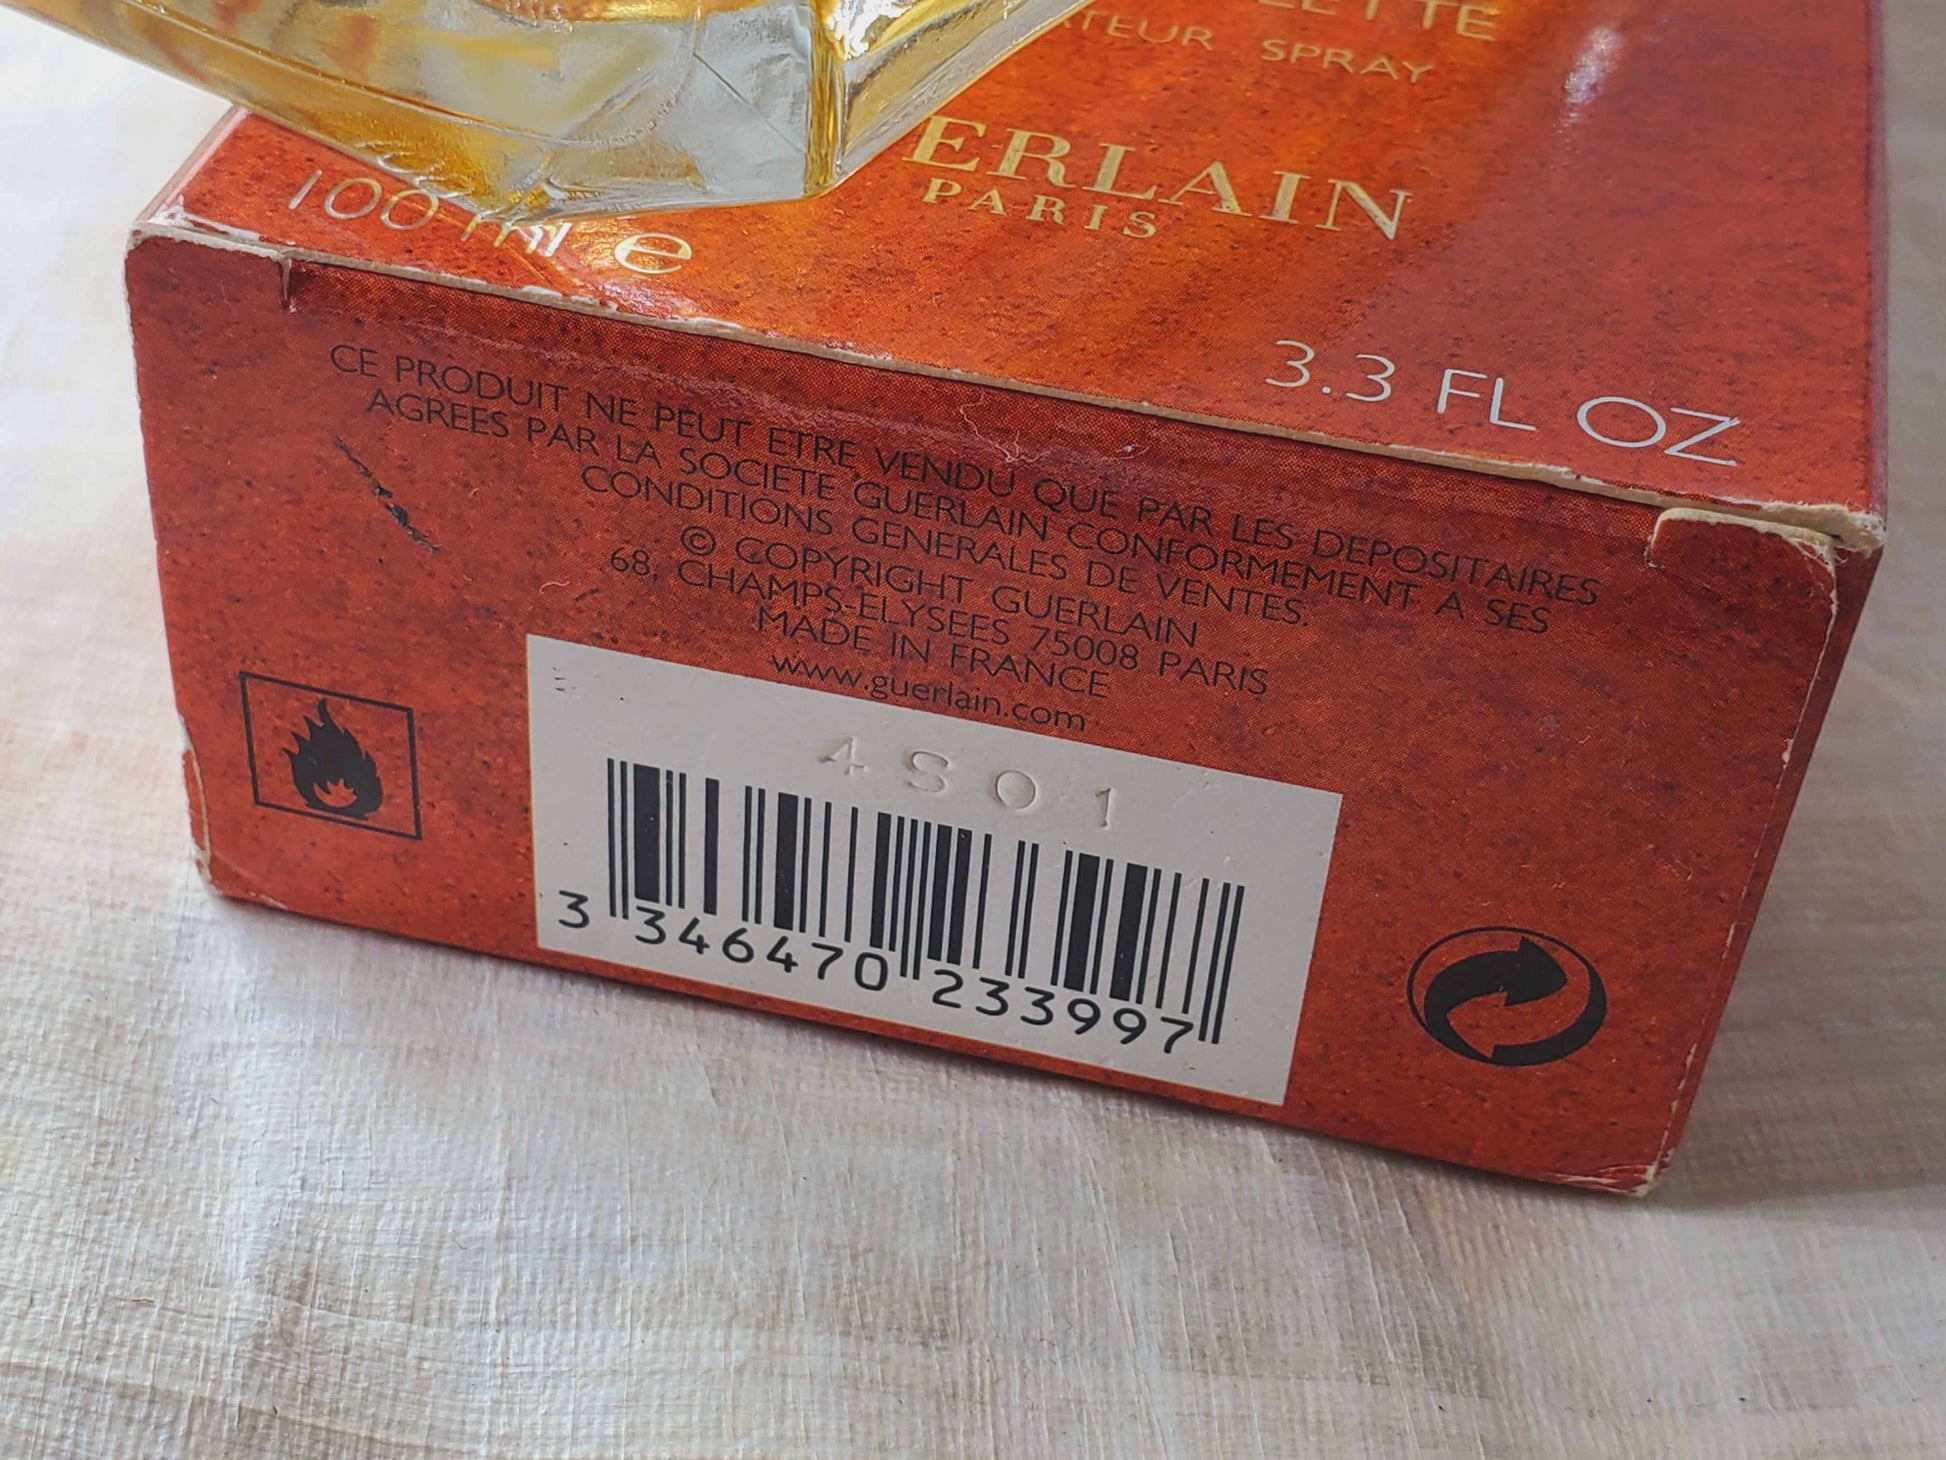 ETTE
ATEUR SPRAY
ERLAIN
PARIS
100 ml e
3.3 FL OZ
CE PRODUIT NE PEUT ETRE VENDU QUE PAR LES DEPOSITAIRES
AGREES PAR LA SOCIETE GUERLAIN CONFORMEMENT A SES
CONDITIONS GENERALES DE VENTES.
© COPYRIGHT GUERLAIN
68, CHAMPS-ELYSEES 75008 PARIS
MADE IN FRANCE
www.guerlain.com
4S01
3 346470 233997